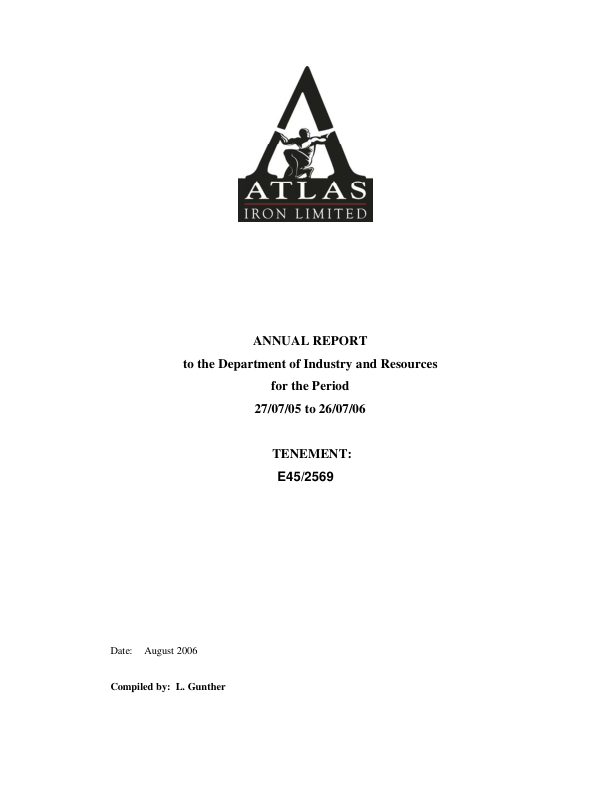 ATLAS
IRON LIMITED
ANNUAL REPORT
to the Department of Industry and Resources
for the Period
27/07/05 to 26/07/06
TENEMENT:
E45/2569
Date: August 2006
Compiled by: L. Gunther